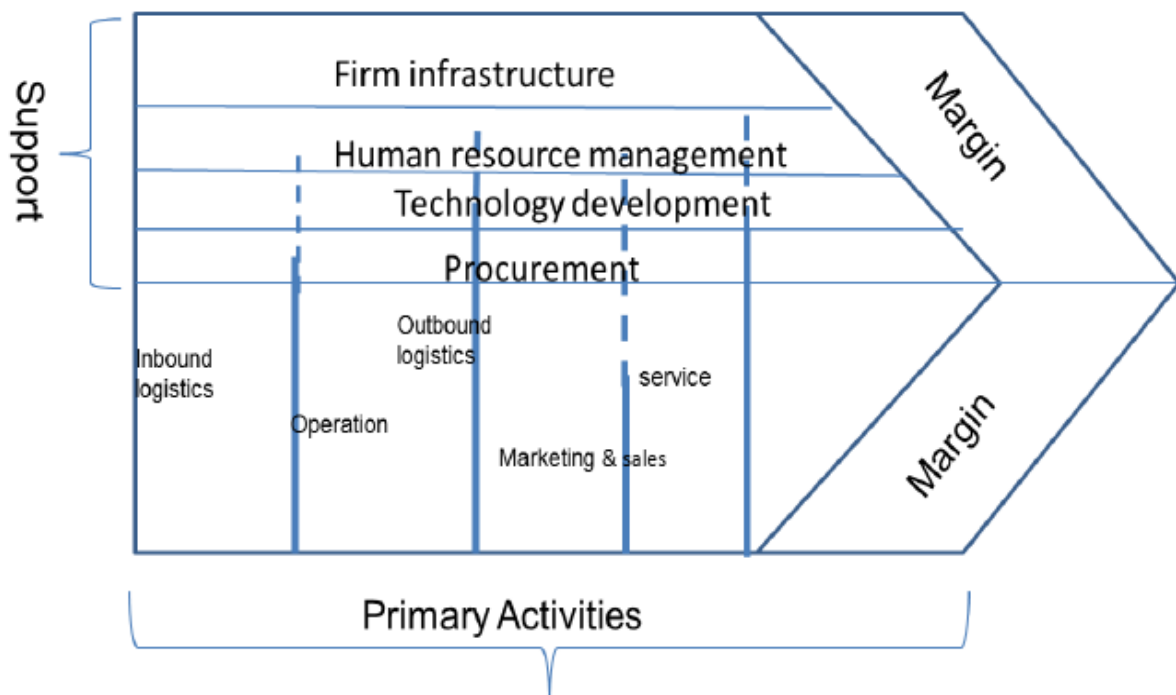 Support
Firm infrastructure
Human resource management
Technology development
Procurement
Margin
Inbound
logistics
Operation
Outbound
logistics
Marketing & sales
service
Margin
Primary Activities